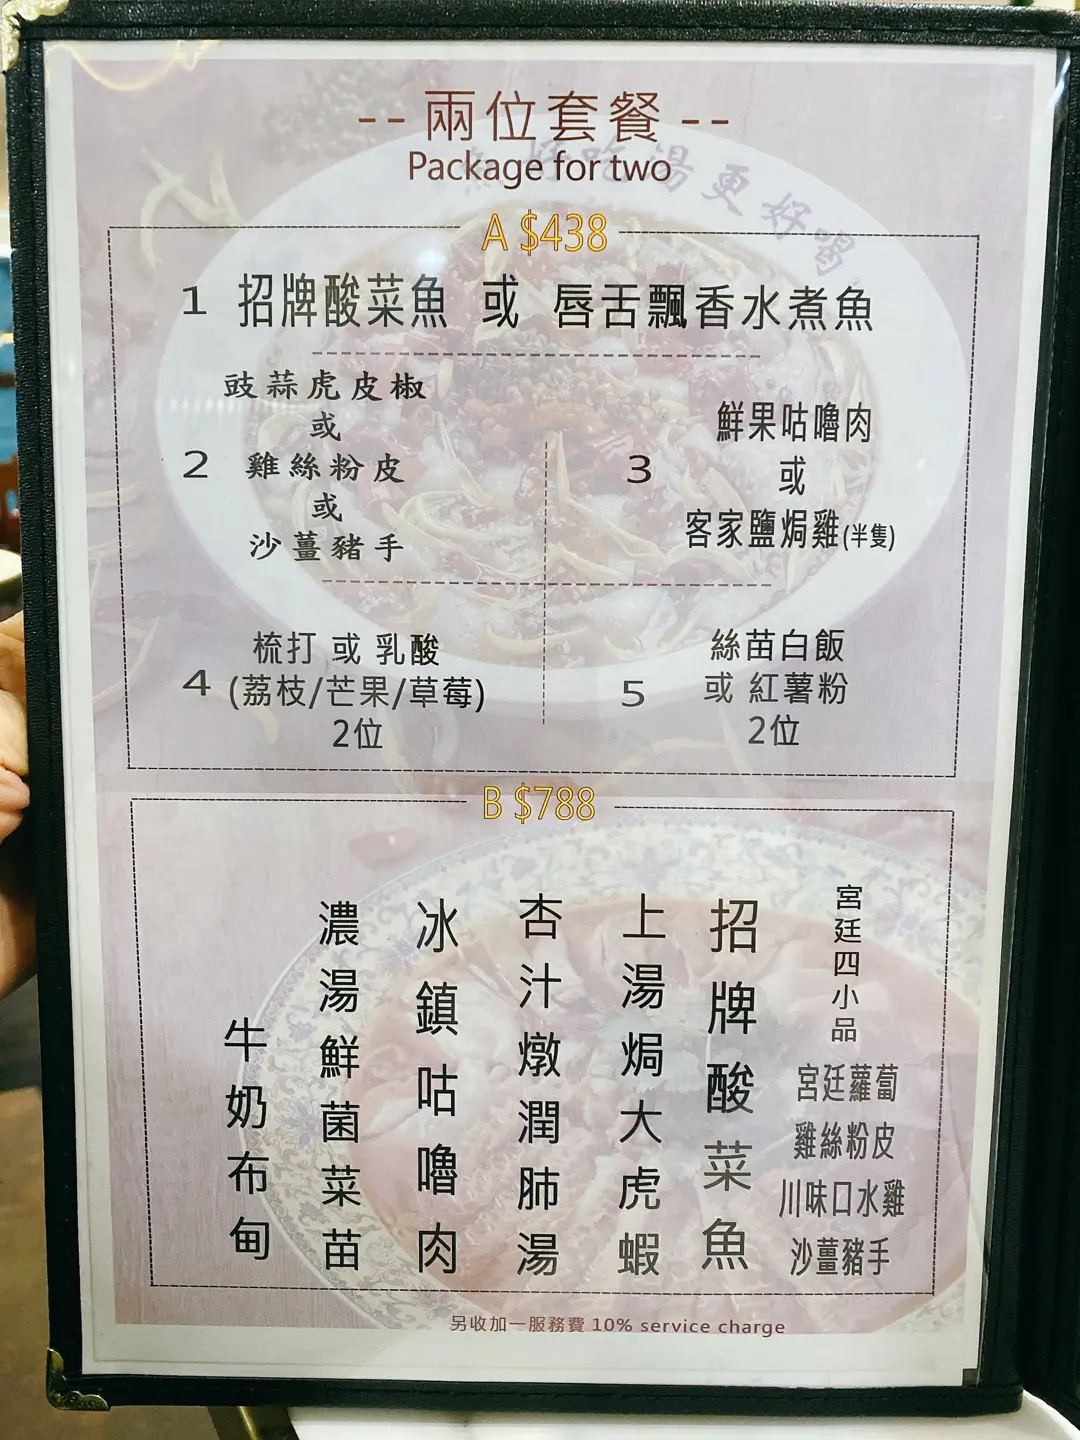 --兩位套餐--
Package for two
好吃湯更好喝
A $438
1 招牌酸菜魚 或 唇舌飄香水煮魚
2
豉蒜虎皮椒
或
雞絲粉皮
或
沙薑豬手
3
鮮果咕嚕肉
或
客家鹽焗雞(半隻)
4
梳打 或 乳酸
(荔枝/芒果/草莓)
2位
5
絲苗白飯
或 紅薯粉
2位
B $788
宮廷四小品
宮廷蘿蔔
雞絲粉皮
川味口水雞
沙薑豬手
招牌酸菜魚
上湯焗大虎蝦
杏汁燉潤肺湯
冰鎮咕嚕肉
濃湯鮮菌菜苗
牛奶布甸
另收加一服務費 10% service charge